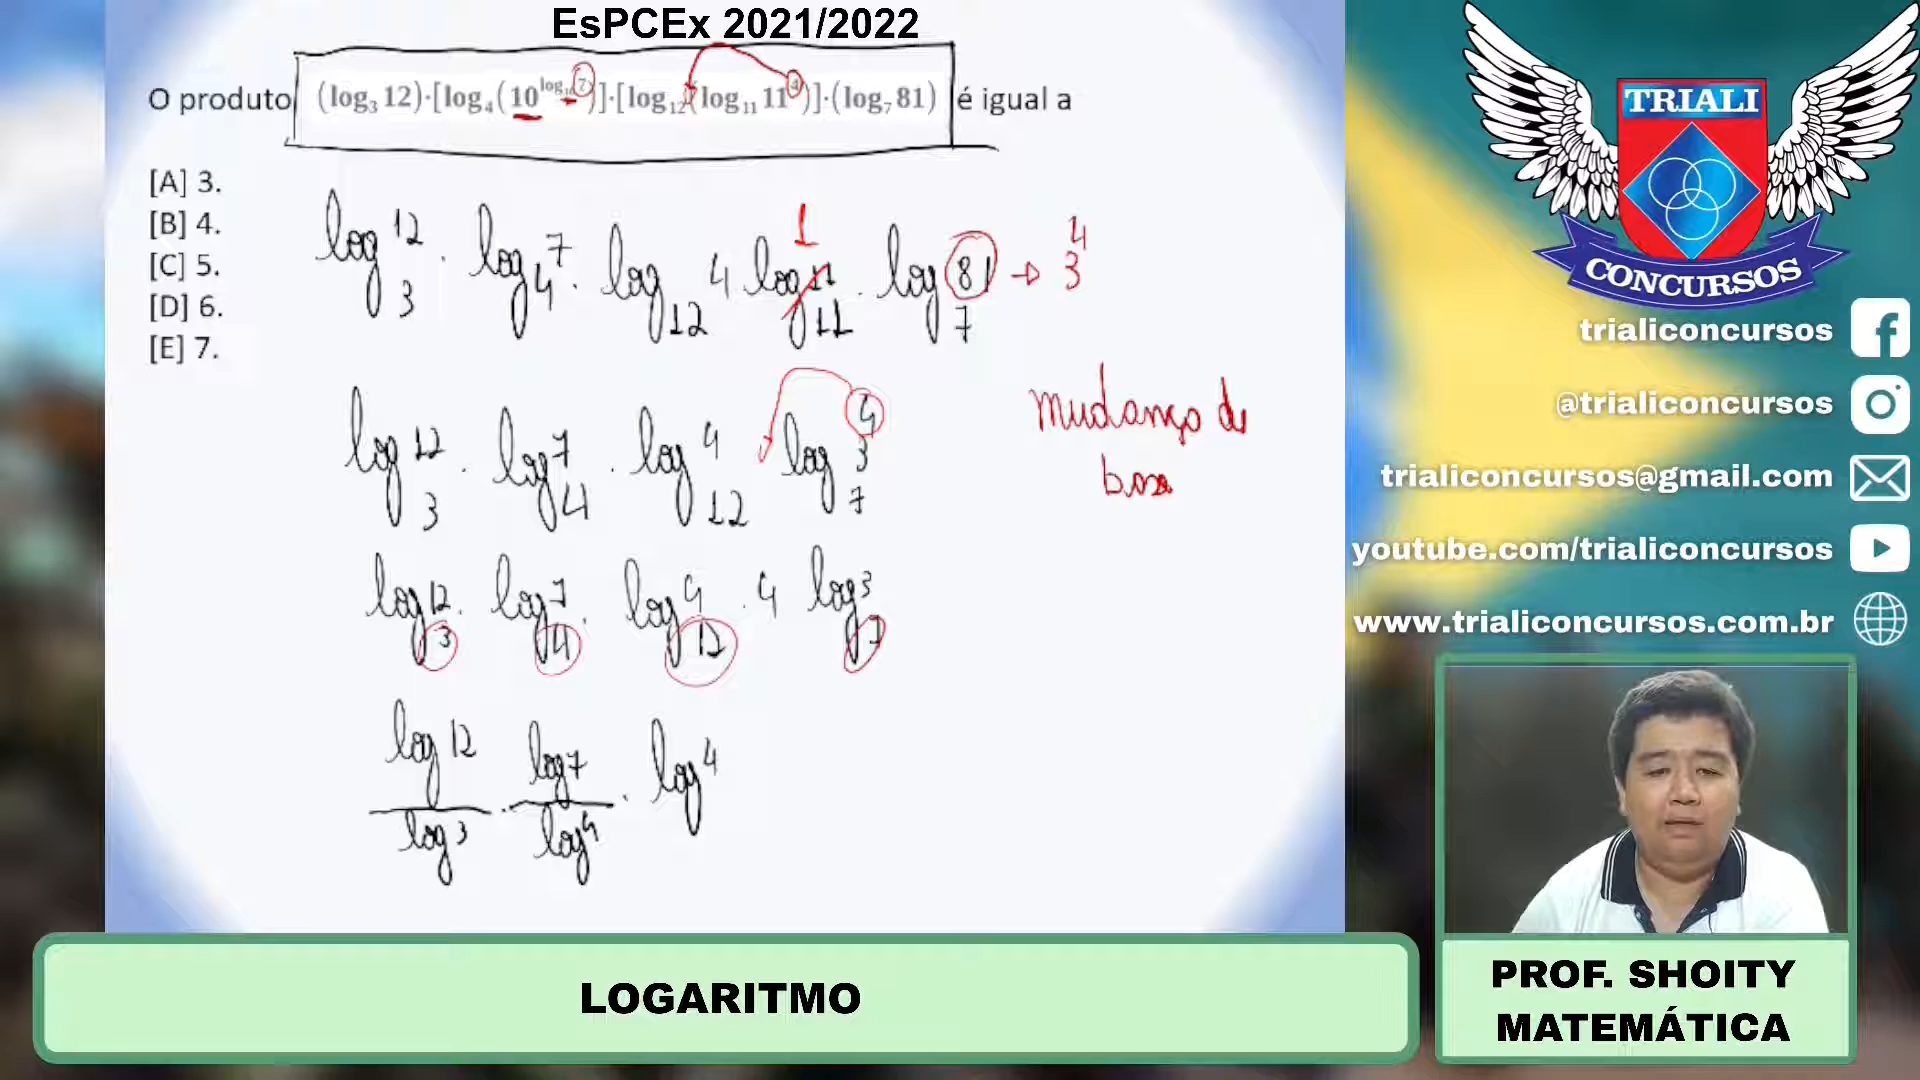 EsPCEx 2021/2022
O produto (log₃ 12)·[log₄(10^log₁₀ 7)]·[log₁₂(log₁₁ 11⁴)]·(log₇ 81) é igual a
[A] 3.
[B] 4.
[C] 5.
[D] 6.
[E] 7.
log₃ 12 . log₄ 7 . log₁₂ 4 log₁₁ 11 . log₇ 81 → 3⁴
1
log₃ 12 . log₄ 7 . log₁₂ 4 log₇ 3⁴
mudança de
base
log₃ 12 . log₄ 7 . log₁₂ 4 . 4 log₇ 3
log 12 / log 3 . log 7 / log 4 . log 4
TRIALI
CONCURSOS
trialiconcursos
@trialiconcursos
trialiconcursos@gmail.com
youtube.com/trialiconcursos
www.trialiconcursos.com.br
LOGARITMO
PROF. SHOITY
MATEMÁTICA